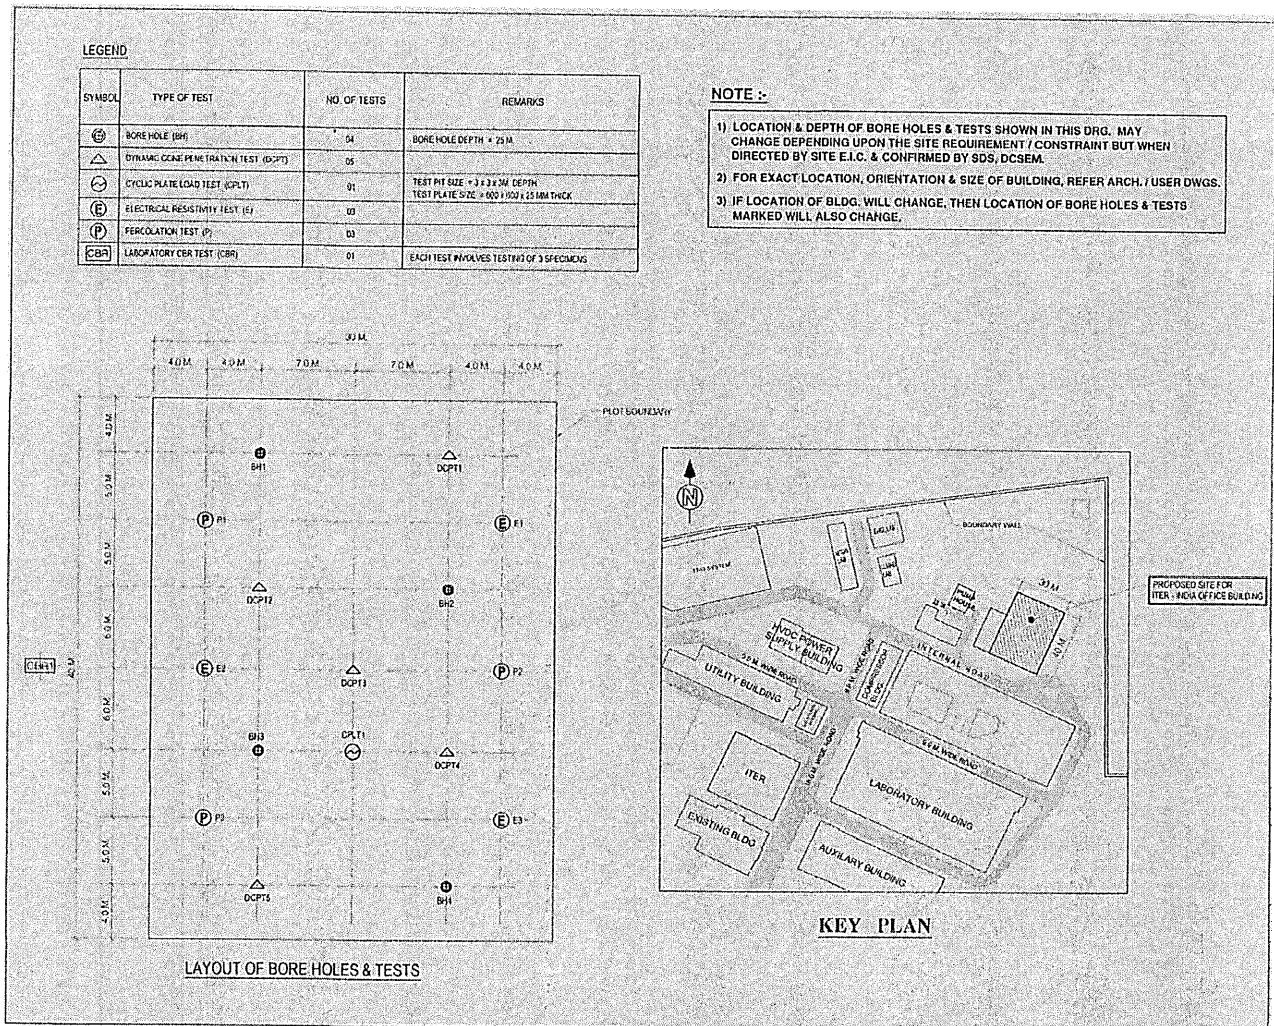 LEGEND
SYMBOL TYPE OF TEST NO. OF TESTS REMARKS
BORE HOLE (BH) 04 BORE HOLE DEPTH = 25 M.
DYNAMIC CONE PENETRATION TEST (DCPT) 05
CYCLIC PLATE LOAD TEST (CPLT) 01 TEST PIT SIZE = 3 x 3 x 3M DEPTH
TEST PLATE SIZE = 600 x 600 x 25 MM THICK
E ELECTRICAL RESISTIVITY TEST (E) 03
P PERCOLATION TEST (P) 03
CBR LABORATORY CBR TEST (CBR) 01 EACH TEST INVOLVES TESTING OF 3 SPECIMENS
NOTE :-
1) LOCATION & DEPTH OF BORE HOLES & TESTS SHOWN IN THIS DRG. MAY
CHANGE DEPENDING UPON THE SITE REQUIREMENT / CONSTRAINT BUT WHEN
DIRECTED BY SITE E.I.C. & CONFIRMED BY SDS, DCSEM.
2) FOR EXACT LOCATION, ORIENTATION & SIZE OF BUILDING, REFER ARCH. / USER DWGS.
3) IF LOCATION OF BLDG. WILL CHANGE, THEN LOCATION OF BORE HOLES & TESTS
MARKED WILL ALSO CHANGE.
30 M.
4.0 M. 4.0 M. 7.0 M. 7.0 M. 4.0 M. 4.0 M.
PLOT BOUNDARY
4.0 M.
5.0 M.
5.0 M.
6.0 M.
6.0 M.
5.0 M.
5.0 M.
4.0 M.
40 M.
BH1 DCPT1
P P1 E E1
DCPT2 BH2
CBR1
E E2 DCPT3 P P2
BH3 CPLT1 DCPT4
P P3 E E3
DCPT5 BH4
LAYOUT OF BORE HOLES & TESTS
N
BOUNDARY WALL
PUMP HOUSE
30 M
40 M
PROPOSED SITE FOR
ITER - INDIA OFFICE BUILDING
HVDC POWER
SUPPLY BUILDING
INTERNAL ROAD
UTILITY BUILDING
COMPRESSOR
BLDG.
ITER
LABORATORY BUILDING
EXISTING BLDG
AUXILARY BUILDING
KEY PLAN